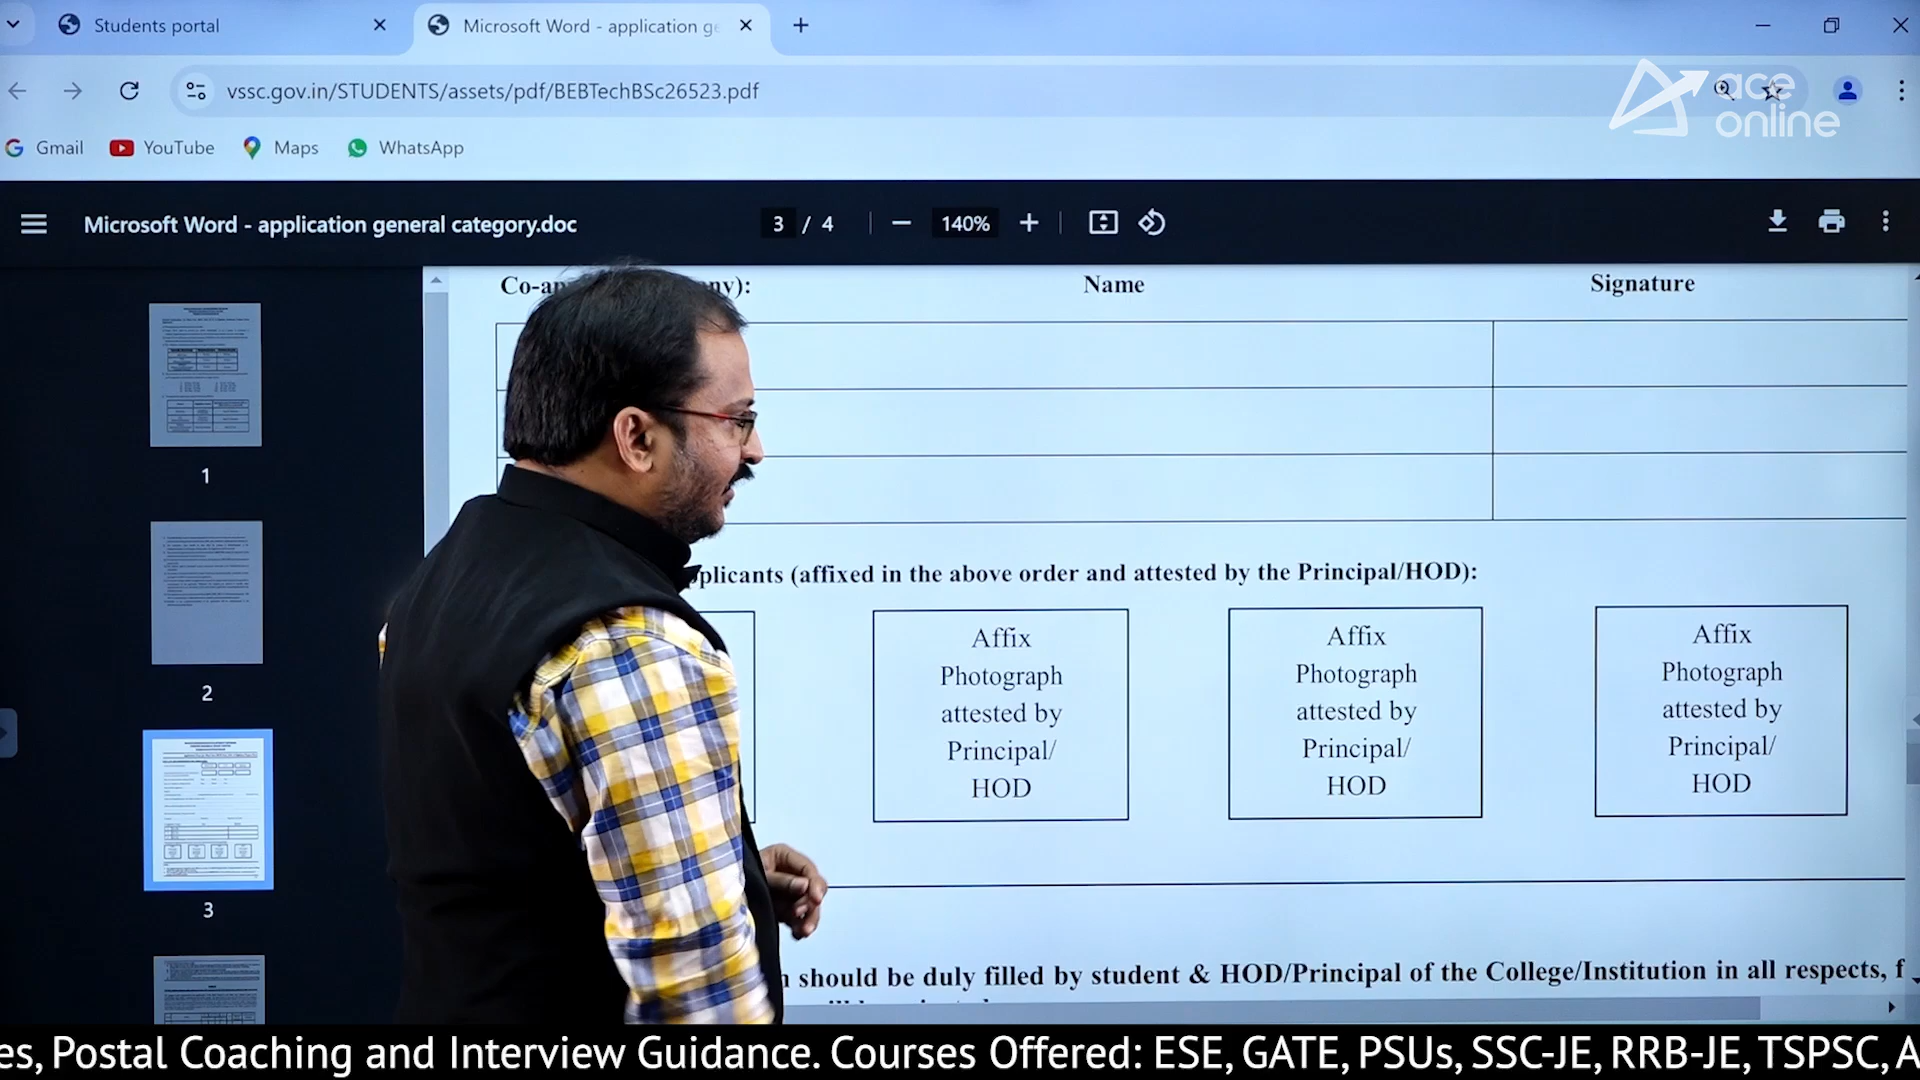 Students portal
Microsoft Word - application ge
vssc.gov.in/STUDENTS/assets/pdf/BEBTechBSc26523.pdf
ace
online
Gmail
YouTube
Maps
WhatsApp
Microsoft Word - application general category.doc
3 / 4
140%
Name
Signature
(affixed in the above order and attested by the Principal/HOD):
Affix
Photograph
attested by
Principal/
HOD
Affix
Photograph
attested by
Principal/
HOD
Affix
Photograph
attested by
Principal/
HOD
should be duly filled by student & HOD/Principal of the College/Institution in all respects, f
1
2
3
es, Postal Coaching and Interview Guidance. Courses Offered: ESE, GATE, PSUs, SSC-JE, RRB-JE, TSPSC, A